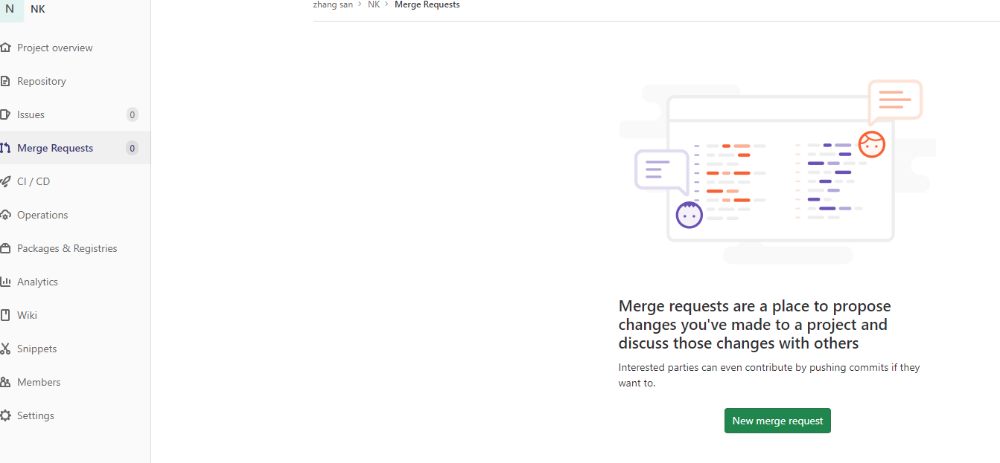 N NK
Project overview
Repository
Issues 0
Merge Requests 0
CI / CD
Operations
Packages & Registries
Analytics
Wiki
Snippets
Members
Settings
zhang san > NK > Merge Requests
Merge requests are a place to propose
changes you've made to a project and
discuss those changes with others
Interested parties can even contribute by pushing commits if they
want to.
New merge request